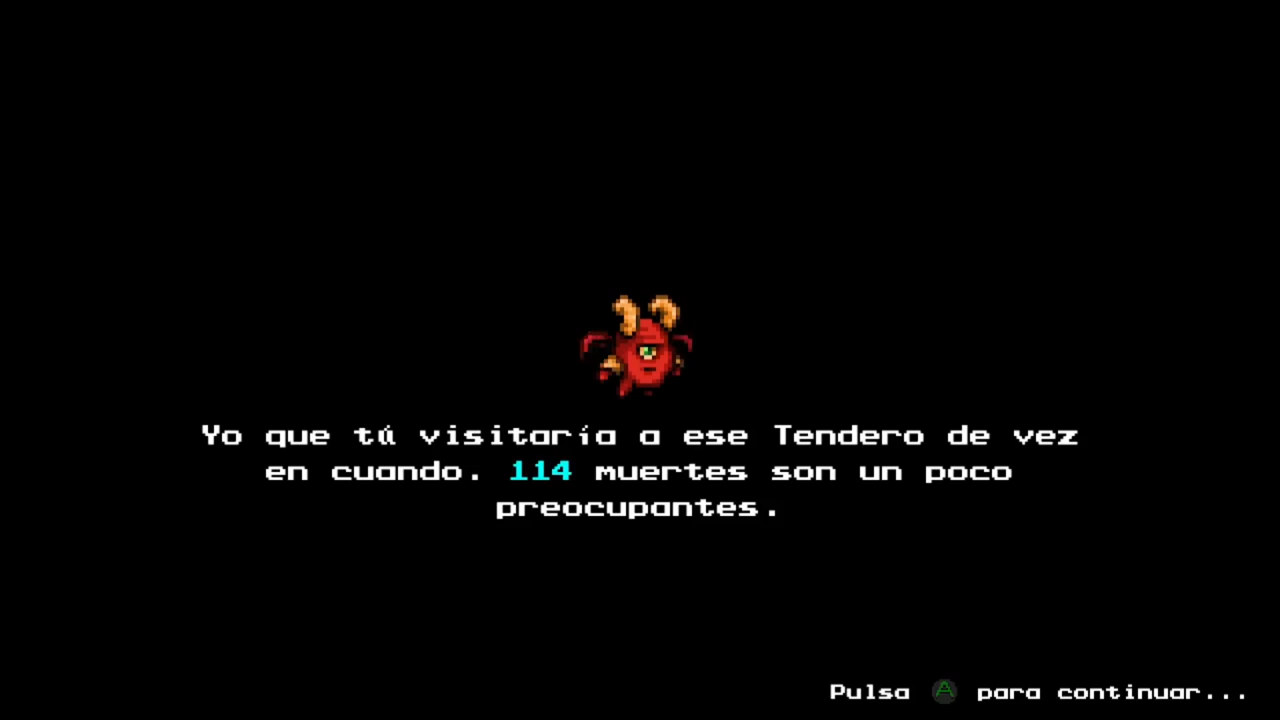 Yo que tú visitaría a ese Tendero de vez
en cuando. 114 muertes son un poco
preocupantes.
Pulsa A para continuar...